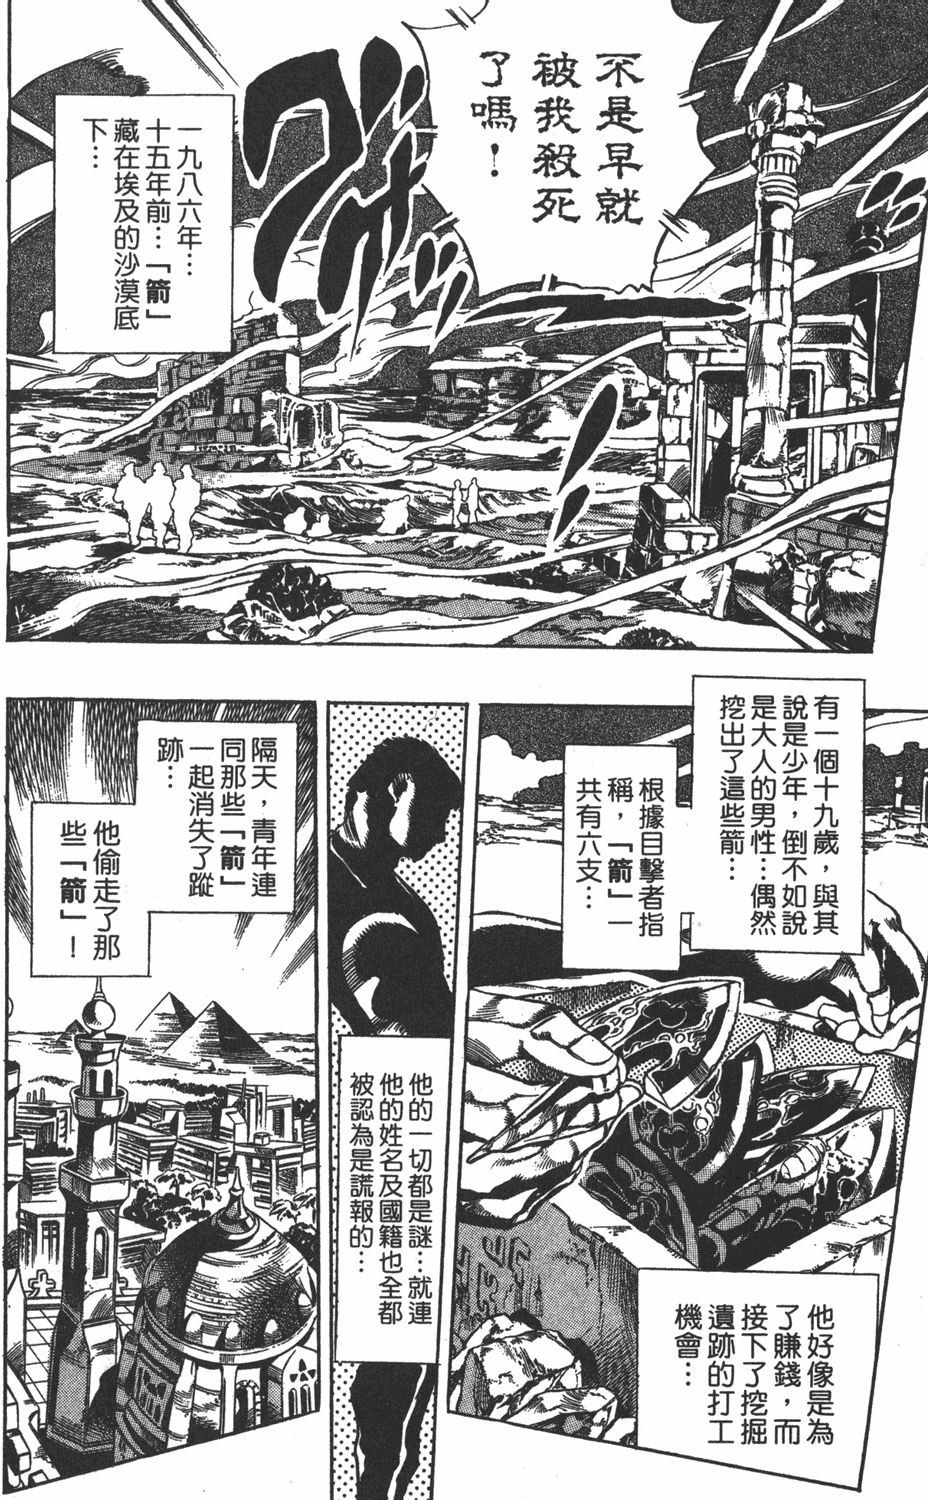 不是早就
被我殺死
了嗎！
一九八六年…
十五年前…「箭」
藏在埃及的沙漠底
下…
有一個十九歲，與其
說是少年，倒不如說
是大人的男性…偶然
挖出了這些箭…
根據目擊者指
稱，「箭」一
共有六支…
他好像是為
了賺錢，而
接下了挖掘
遺跡的打工
機會…
他的一切都是謎…就連
他的姓名及國籍也全都
被認為是謊報的…
隔天，青年連
同那些「箭」
一起消失了蹤
跡…
他偷走了那
些「箭」！